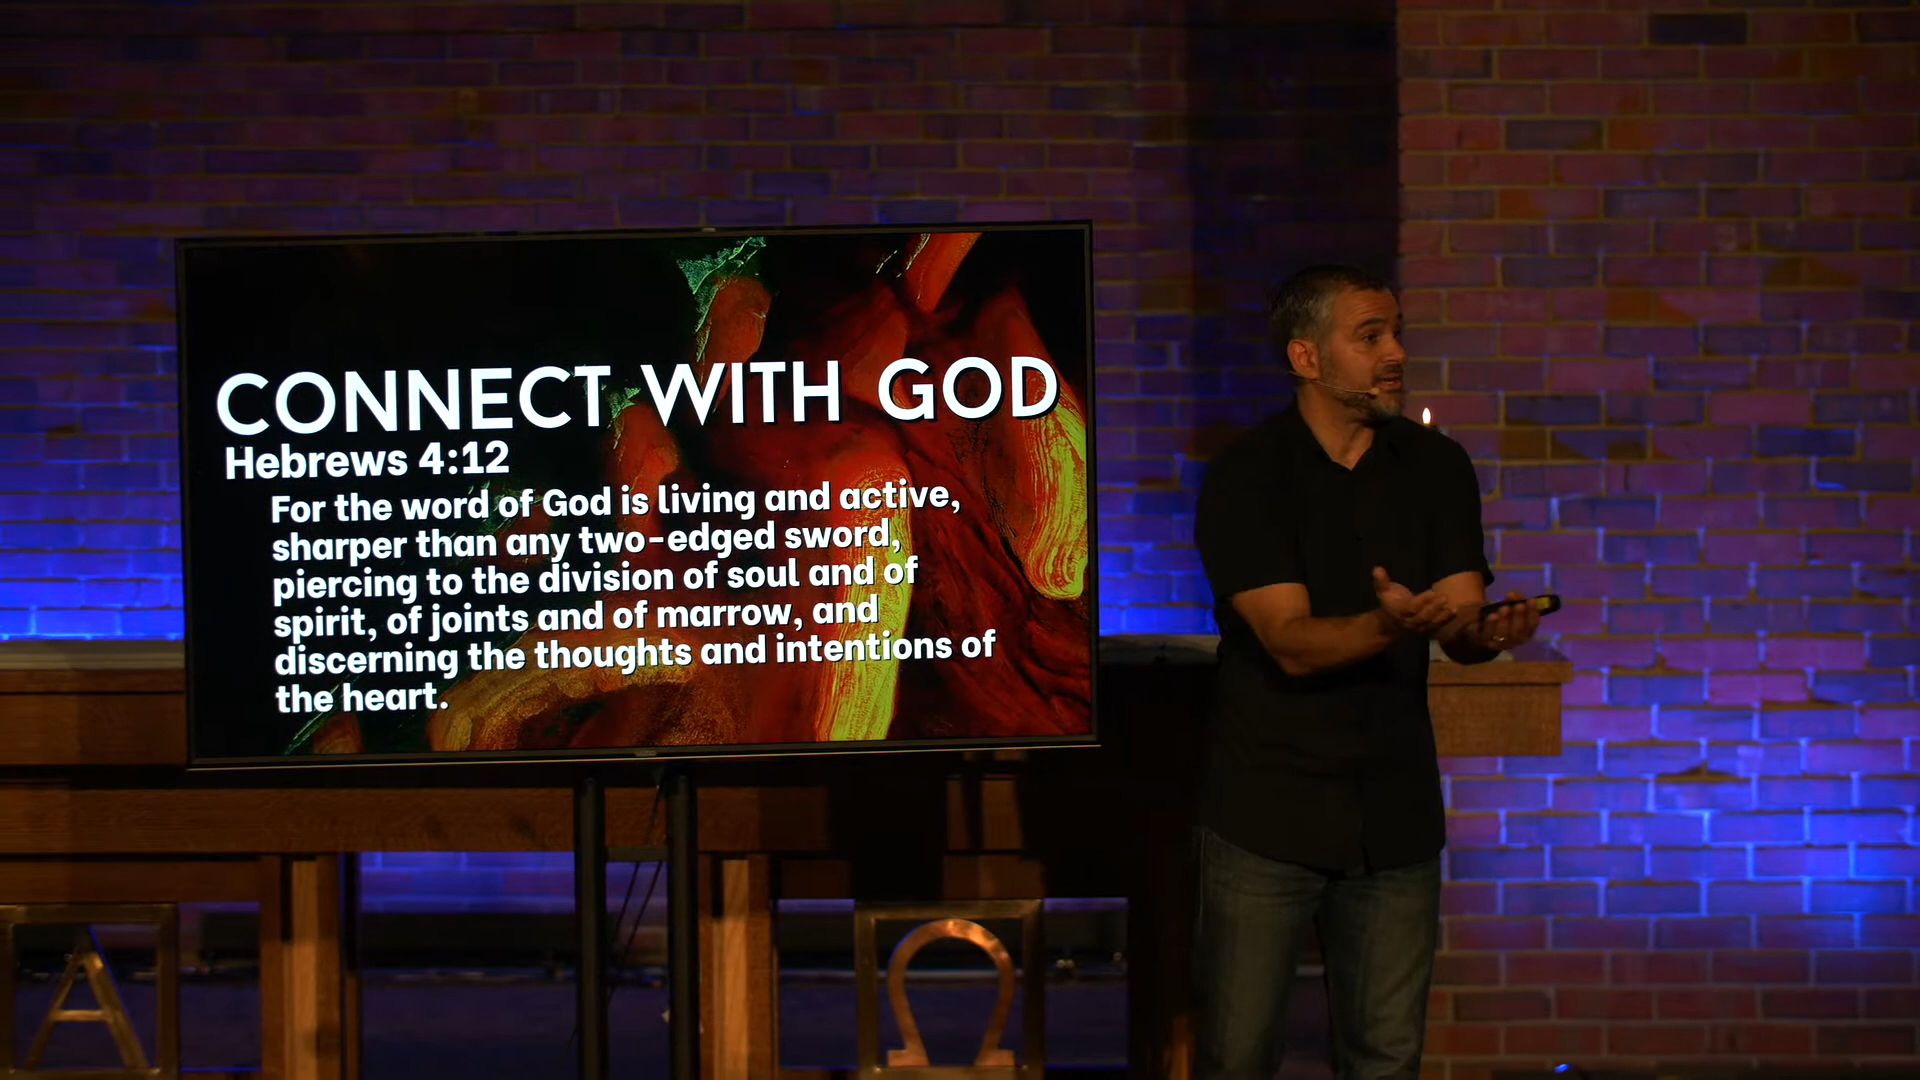 CONNECT WITH GOD
Hebrews 4:12
For the word of God is living and active,
sharper than any two-edged sword,
piercing to the division of soul and of
spirit, of joints and of marrow, and
discerning the thoughts and intentions of
the heart.
Α Ω